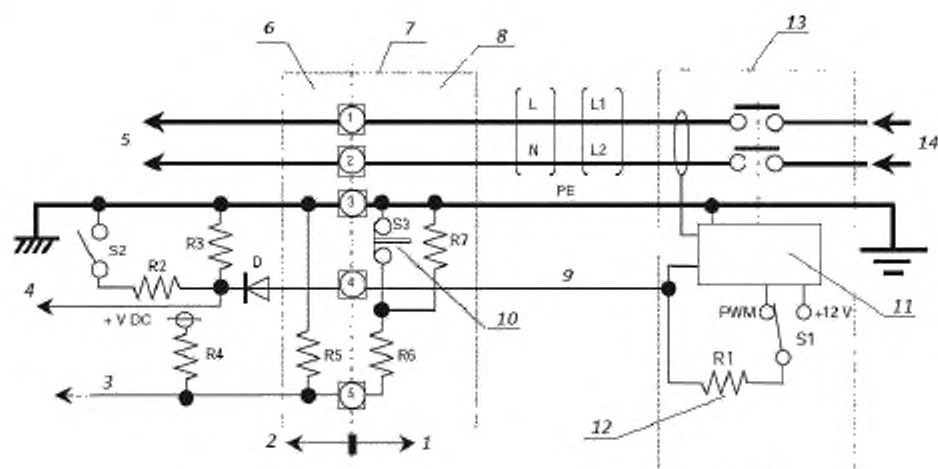 13
6
7
8
L
L1
1
5
14
N
L2
2
PE
3
S3
S2
R3
R7
D
R2
4
4
9
11
10
+ V DC
PWM
+12 V
S1
R4
R5
R6
R1
3
5
12
2
1